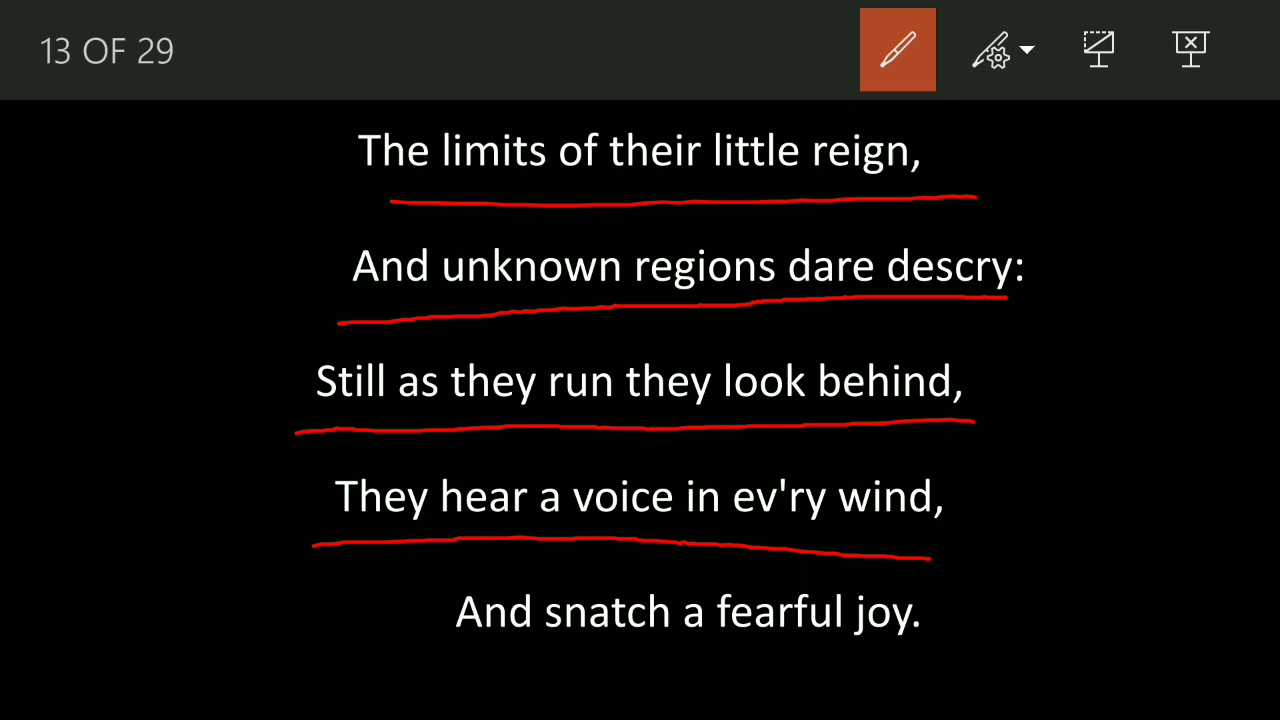 13 OF 29
The limits of their little reign,
And unknown regions dare descry:
Still as they run they look behind,
They hear a voice in ev'ry wind,
And snatch a fearful joy.